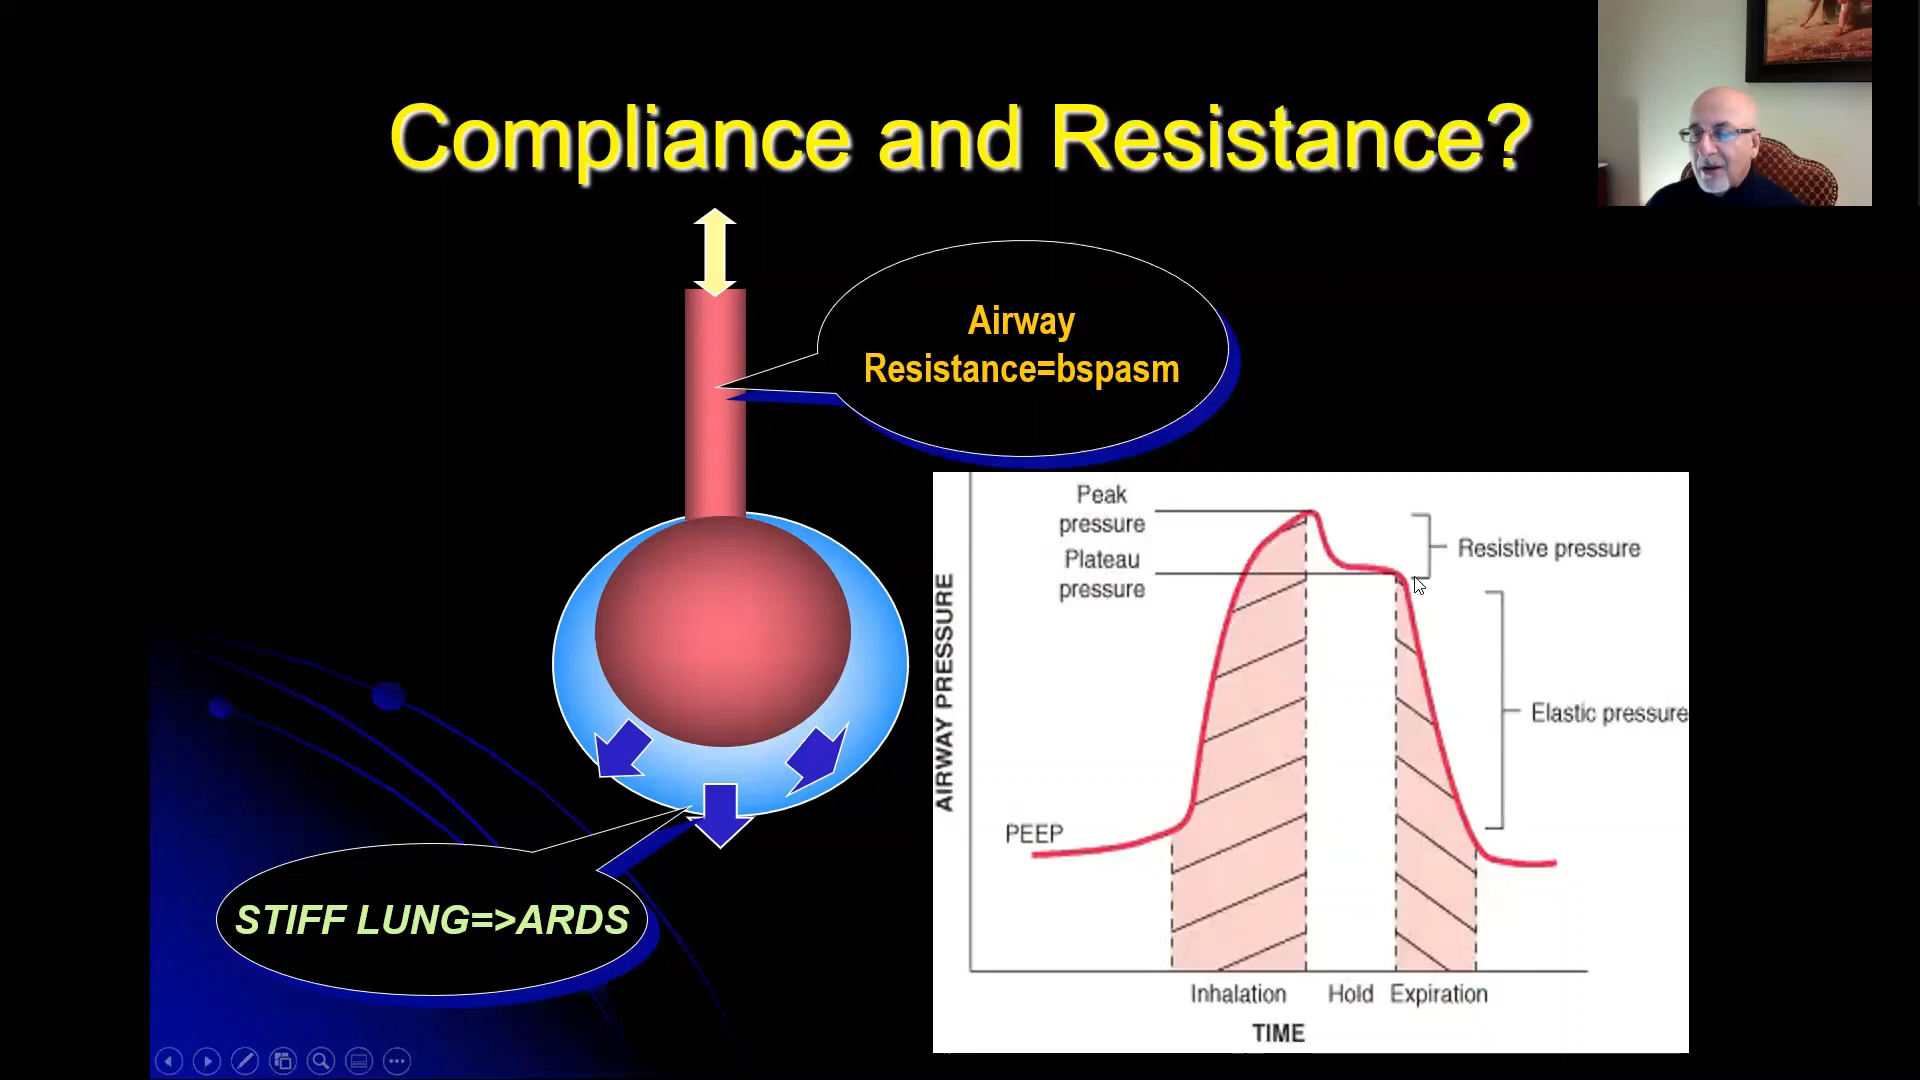 Compliance and Resistance?
Airway
Resistance=bspasm
STIFF LUNG=>ARDS
Peak
pressure
Plateau
pressure
Resistive pressure
Elastic pressure
AIRWAY PRESSURE
PEEP
Inhalation
Hold
Expiration
TIME